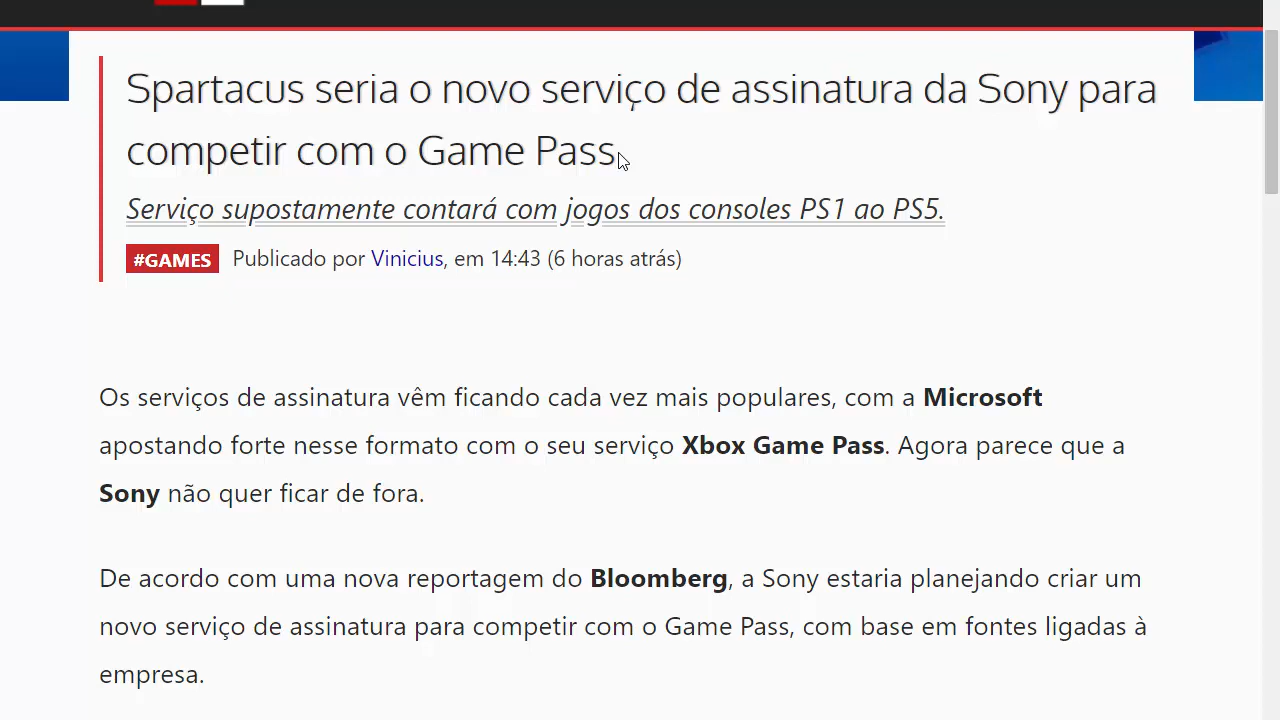 Spartacus seria o novo serviço de assinatura da Sony para
competir com o Game Pass
Serviço supostamente contará com jogos dos consoles PS1 ao PS5.
#GAMES Publicado por Vinicius, em 14:43 (6 horas atrás)
Os serviços de assinatura vêm ficando cada vez mais populares, com a Microsoft
apostando forte nesse formato com o seu serviço Xbox Game Pass. Agora parece que a
Sony não quer ficar de fora.
De acordo com uma nova reportagem do Bloomberg, a Sony estaria planejando criar um
novo serviço de assinatura para competir com o Game Pass, com base em fontes ligadas à
empresa.